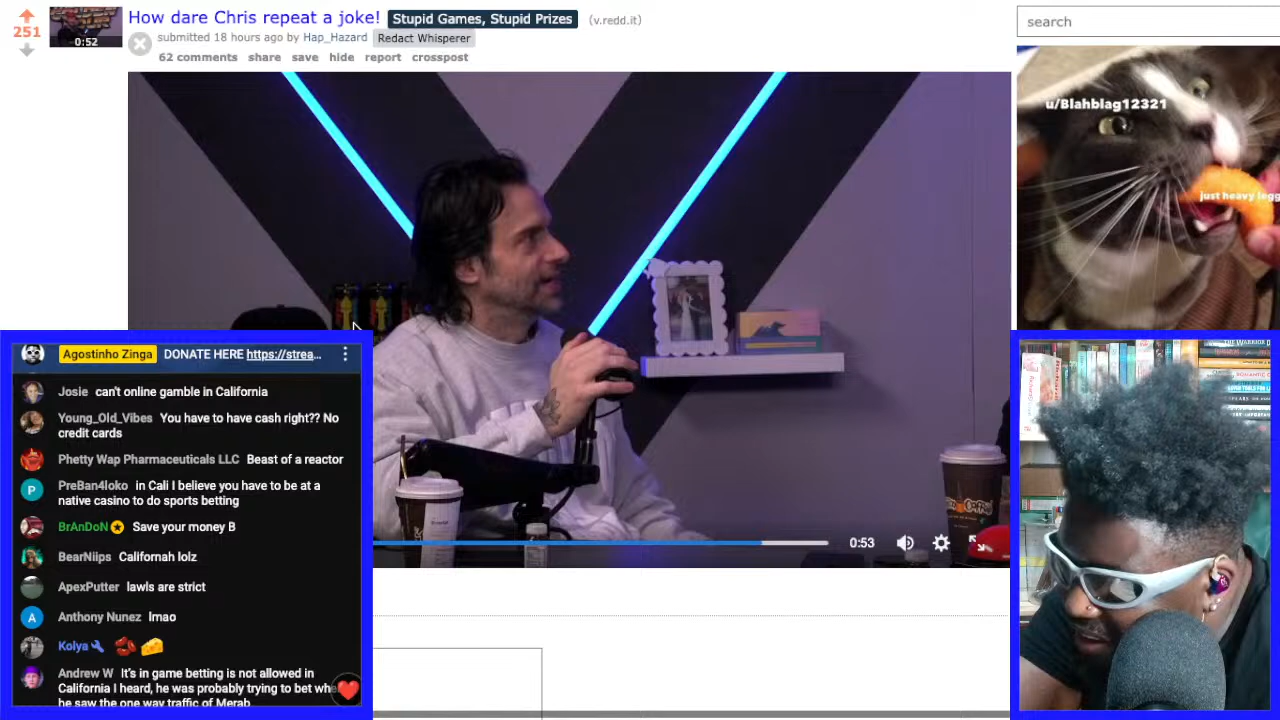 251
0:52
How dare Chris repeat a joke! Stupid Games, Stupid Prizes (v.redd.it)
submitted 18 hours ago by Hap_Hazard Redact Whisperer
62 comments share save hide report crosspost
search
u/Blahblag12321
just heavy legg
Agostinho Zinga DONATE HERE https://strea...
Josie can't online gamble in California
Young_Old_Vibes You have to have cash right?? No
credit cards
Phetty Wap Pharmaceuticals LLC Beast of a reactor
P PreBan4loko in Cali I believe you have to be at a
native casino to do sports betting
BrAnDoN Save your money B
BearNiips Californah lolz
ApexPutter lawls are strict
A Anthony Nunez lmao
Kolya
Andrew W It's in game betting is not allowed in
California I heard, he was probably trying to bet whe
he saw the one way traffic of Merab
0:53